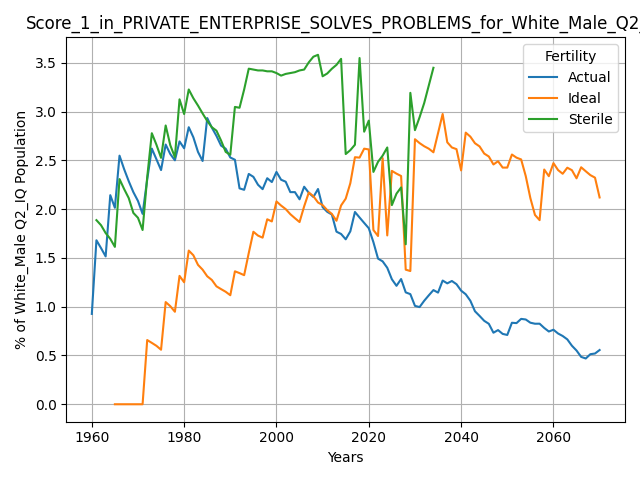 Score_1_in_PRIVATE_ENTERPRISE_SOLVES_PROBLEMS_for_White_Male_Q2_
Fertility
Actual
Ideal
Sterile
% of White_Male Q2_IQ Population
3.5
3.0
2.5
2.0
1.5
1.0
0.5
0.0
1960
1980
2000
2020
2040
2060
Years